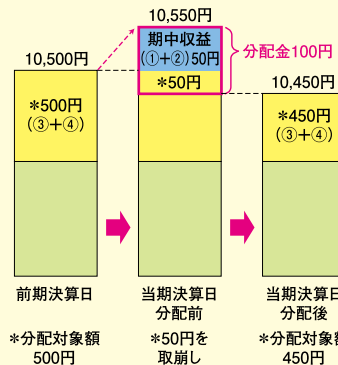 10,550円
10,500円
期中収益
(①+②)50円
分配金100円
*50円
10,450円
*500円
(③+④)
*450円
(③+④)
前期決算日
当期決算日
分配前
当期決算日
分配後
*分配対象額
500円
*50円を
取崩し
*分配対象額
450円